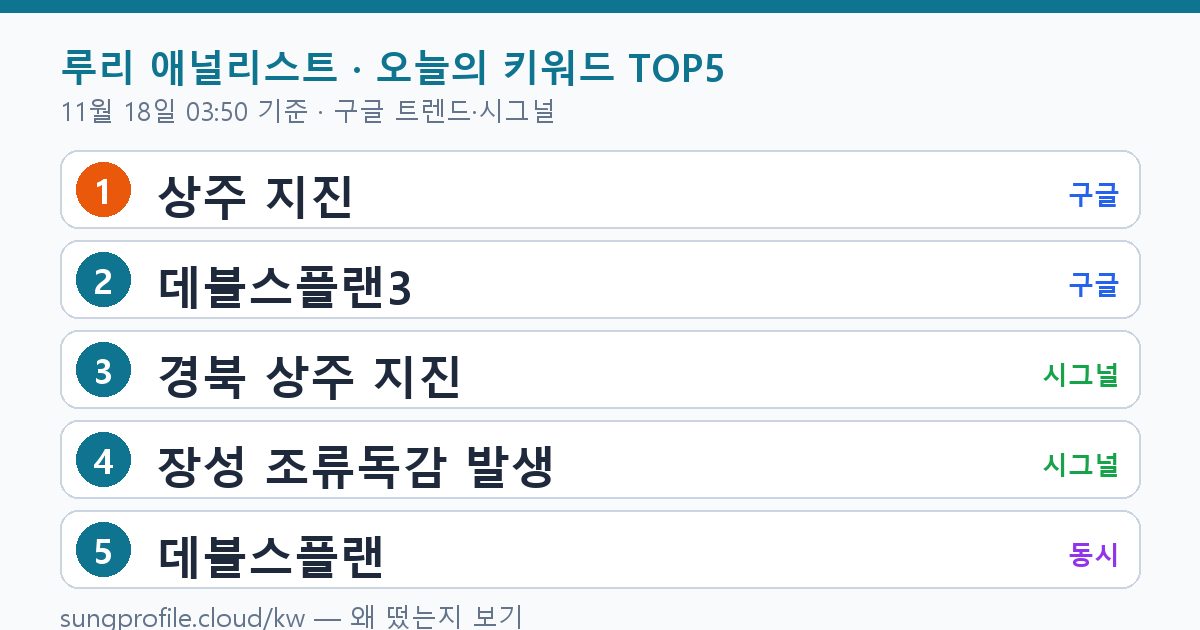 루리 애널리스트 · 오늘의 키워드 TOP5
11월 18일 03:50 기준 · 구글 트렌드·시그널
1 상주 지진 구글
2 데블스플랜3 구글
3 경북 상주 지진 시그널
4 장성 조류독감 발생 시그널
5 데블스플랜 동시
sungprofile.cloud/kw — 왜 떴는지 보기